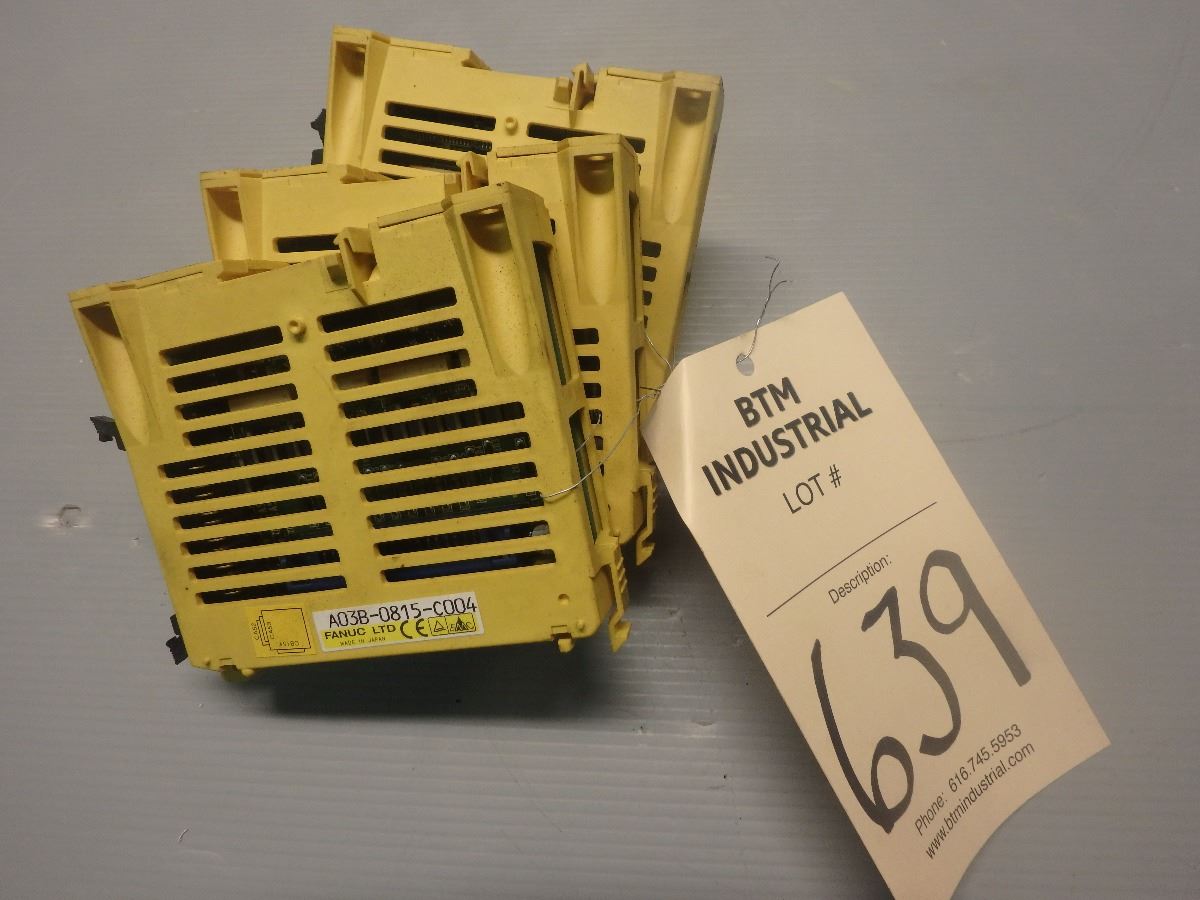 A03B-0815-C004
FANUC LTD CE
MADE IN JAPAN
BTM
INDUSTRIAL
LOT #
Description:
639
Phone: 616.745.5953
www.btmindustrial.com